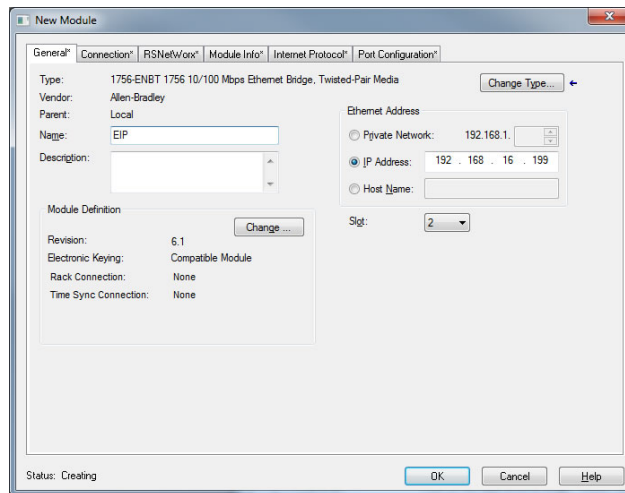 New Module
General* Connection* RSNetWorx* Module Info* Internet Protocol* Port Configuration*
Type: 1756-ENBT 1756 10/100 Mbps Ethernet Bridge, Twisted-Pair Media
Change Type...
Vendor: Allen-Bradley
Parent: Local
Name: EIP
Description:
Ethernet Address
Private Network: 192.168.1.
IP Address: 192 . 168 . 16 . 199
Host Name:
Slot: 2
Module Definition
Change ...
Revision: 6.1
Electronic Keying: Compatible Module
Rack Connection: None
Time Sync Connection: None
Status: Creating
OK Cancel Help